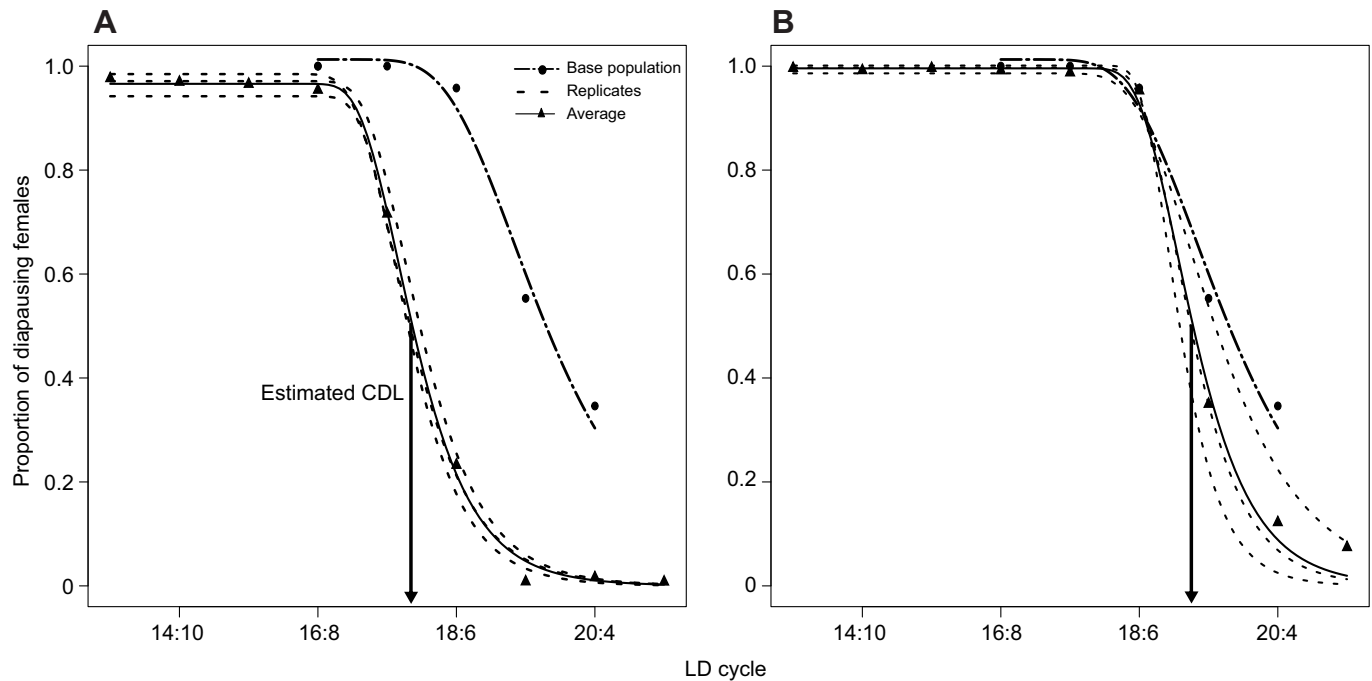 A
B
Proportion of diapausing females
1.0
0.8
0.6
0.4
0.2
0
Base population
Replicates
Average
Estimated CDL
14:10
16:8
18:6
20:4
1.0
0.8
0.6
0.4
0.2
0
14:10
16:8
18:6
20:4
LD cycle